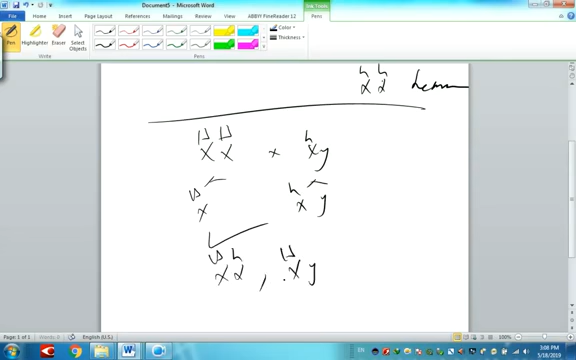 Document5 - Microsoft Word
Ink Tools
File Home Insert Page Layout References Mailings Review View ABBYY FineReader 12 Pens
Pen Highlighter Eraser Select Objects
Color
Thickness
Write Pens
h h
X X
H H h
X X × X y
H h
X X y
H h H
X X , X y
Page: 1 of 1 Words: 0 English (U.S.) 100%
EN 3:08 PM
5/18/2019